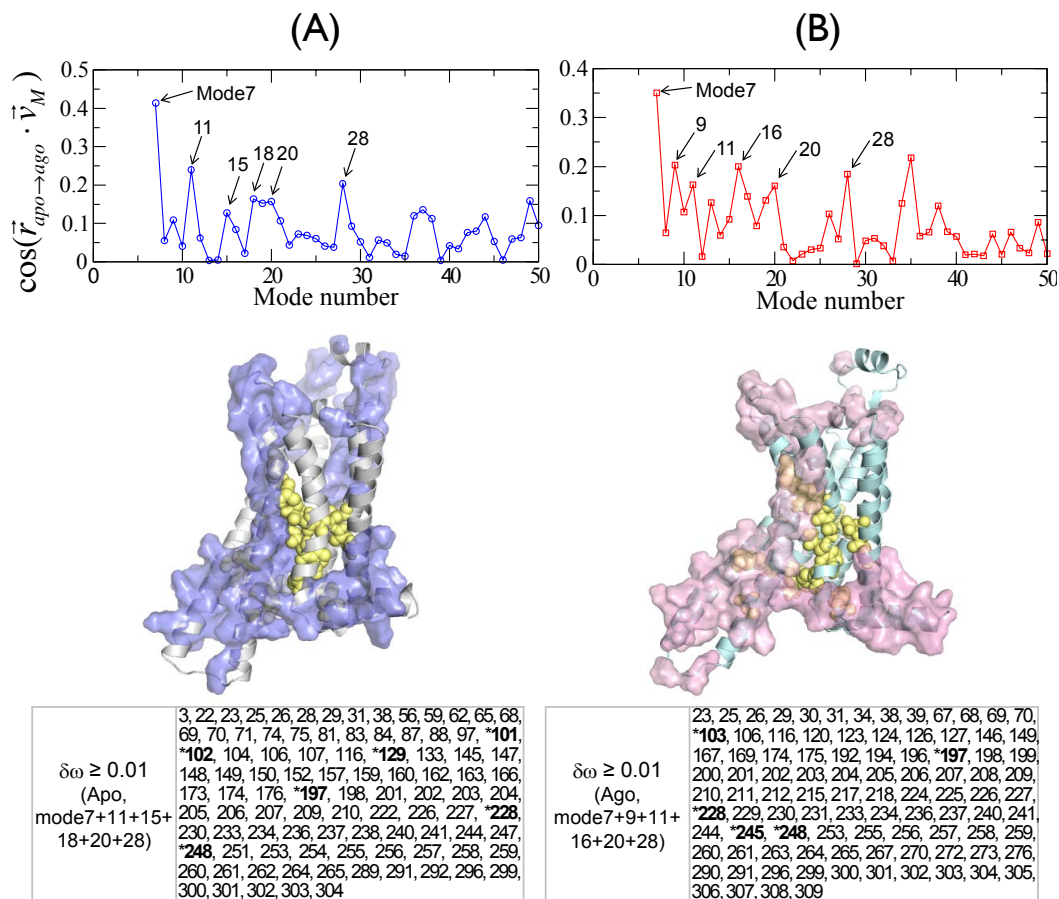 (A)
(B)
cos(r⃗apo→ago · v⃗M)
0.5
0.4
0.3
0.2
0.1
0
0 10 20 30 40 50
Mode number
Mode7
11
15
18
20
28
0.4
0.3
0.2
0.1
0
0 10 20 30 40 50
Mode number
Mode7
9
11
16
20
28
δω ≥ 0.01
(Apo,
mode7+11+15+
18+20+28)
3, 22, 23, 25, 26, 28, 29, 31, 38, 56, 59, 62, 65, 68,
69, 70, 71, 74, 75, 81, 83, 84, 87, 88, 97, *101,
*102, 104, 106, 107, 116, *129, 133, 145, 147,
148, 149, 150, 152, 157, 159, 160, 162, 163, 166,
173, 174, 176, *197, 198, 201, 202, 203, 204,
205, 206, 207, 209, 210, 222, 226, 227, *228,
230, 233, 234, 236, 237, 238, 240, 241, 244, 247,
*248, 251, 253, 254, 255, 256, 257, 258, 259,
260, 261, 262, 264, 265, 289, 291, 292, 296, 299,
300, 301, 302, 303, 304
δω ≥ 0.01
(Ago,
mode7+9+11+
16+20+28)
23, 25, 26, 29, 30, 31, 34, 38, 39, 67, 68, 69, 70,
*103, 106, 116, 120, 123, 124, 126, 127, 146, 149,
167, 169, 174, 175, 192, 194, 196, *197, 198, 199,
200, 201, 202, 203, 204, 205, 206, 207, 208, 209,
210, 211, 212, 215, 217, 218, 224, 225, 226, 227,
*228, 229, 230, 231, 233, 234, 236, 237, 240, 241,
244, *245, *248, 253, 255, 256, 257, 258, 259,
260, 261, 263, 264, 265, 267, 270, 272, 273, 276,
290, 291, 296, 299, 300, 301, 302, 303, 304, 305,
306, 307, 308, 309